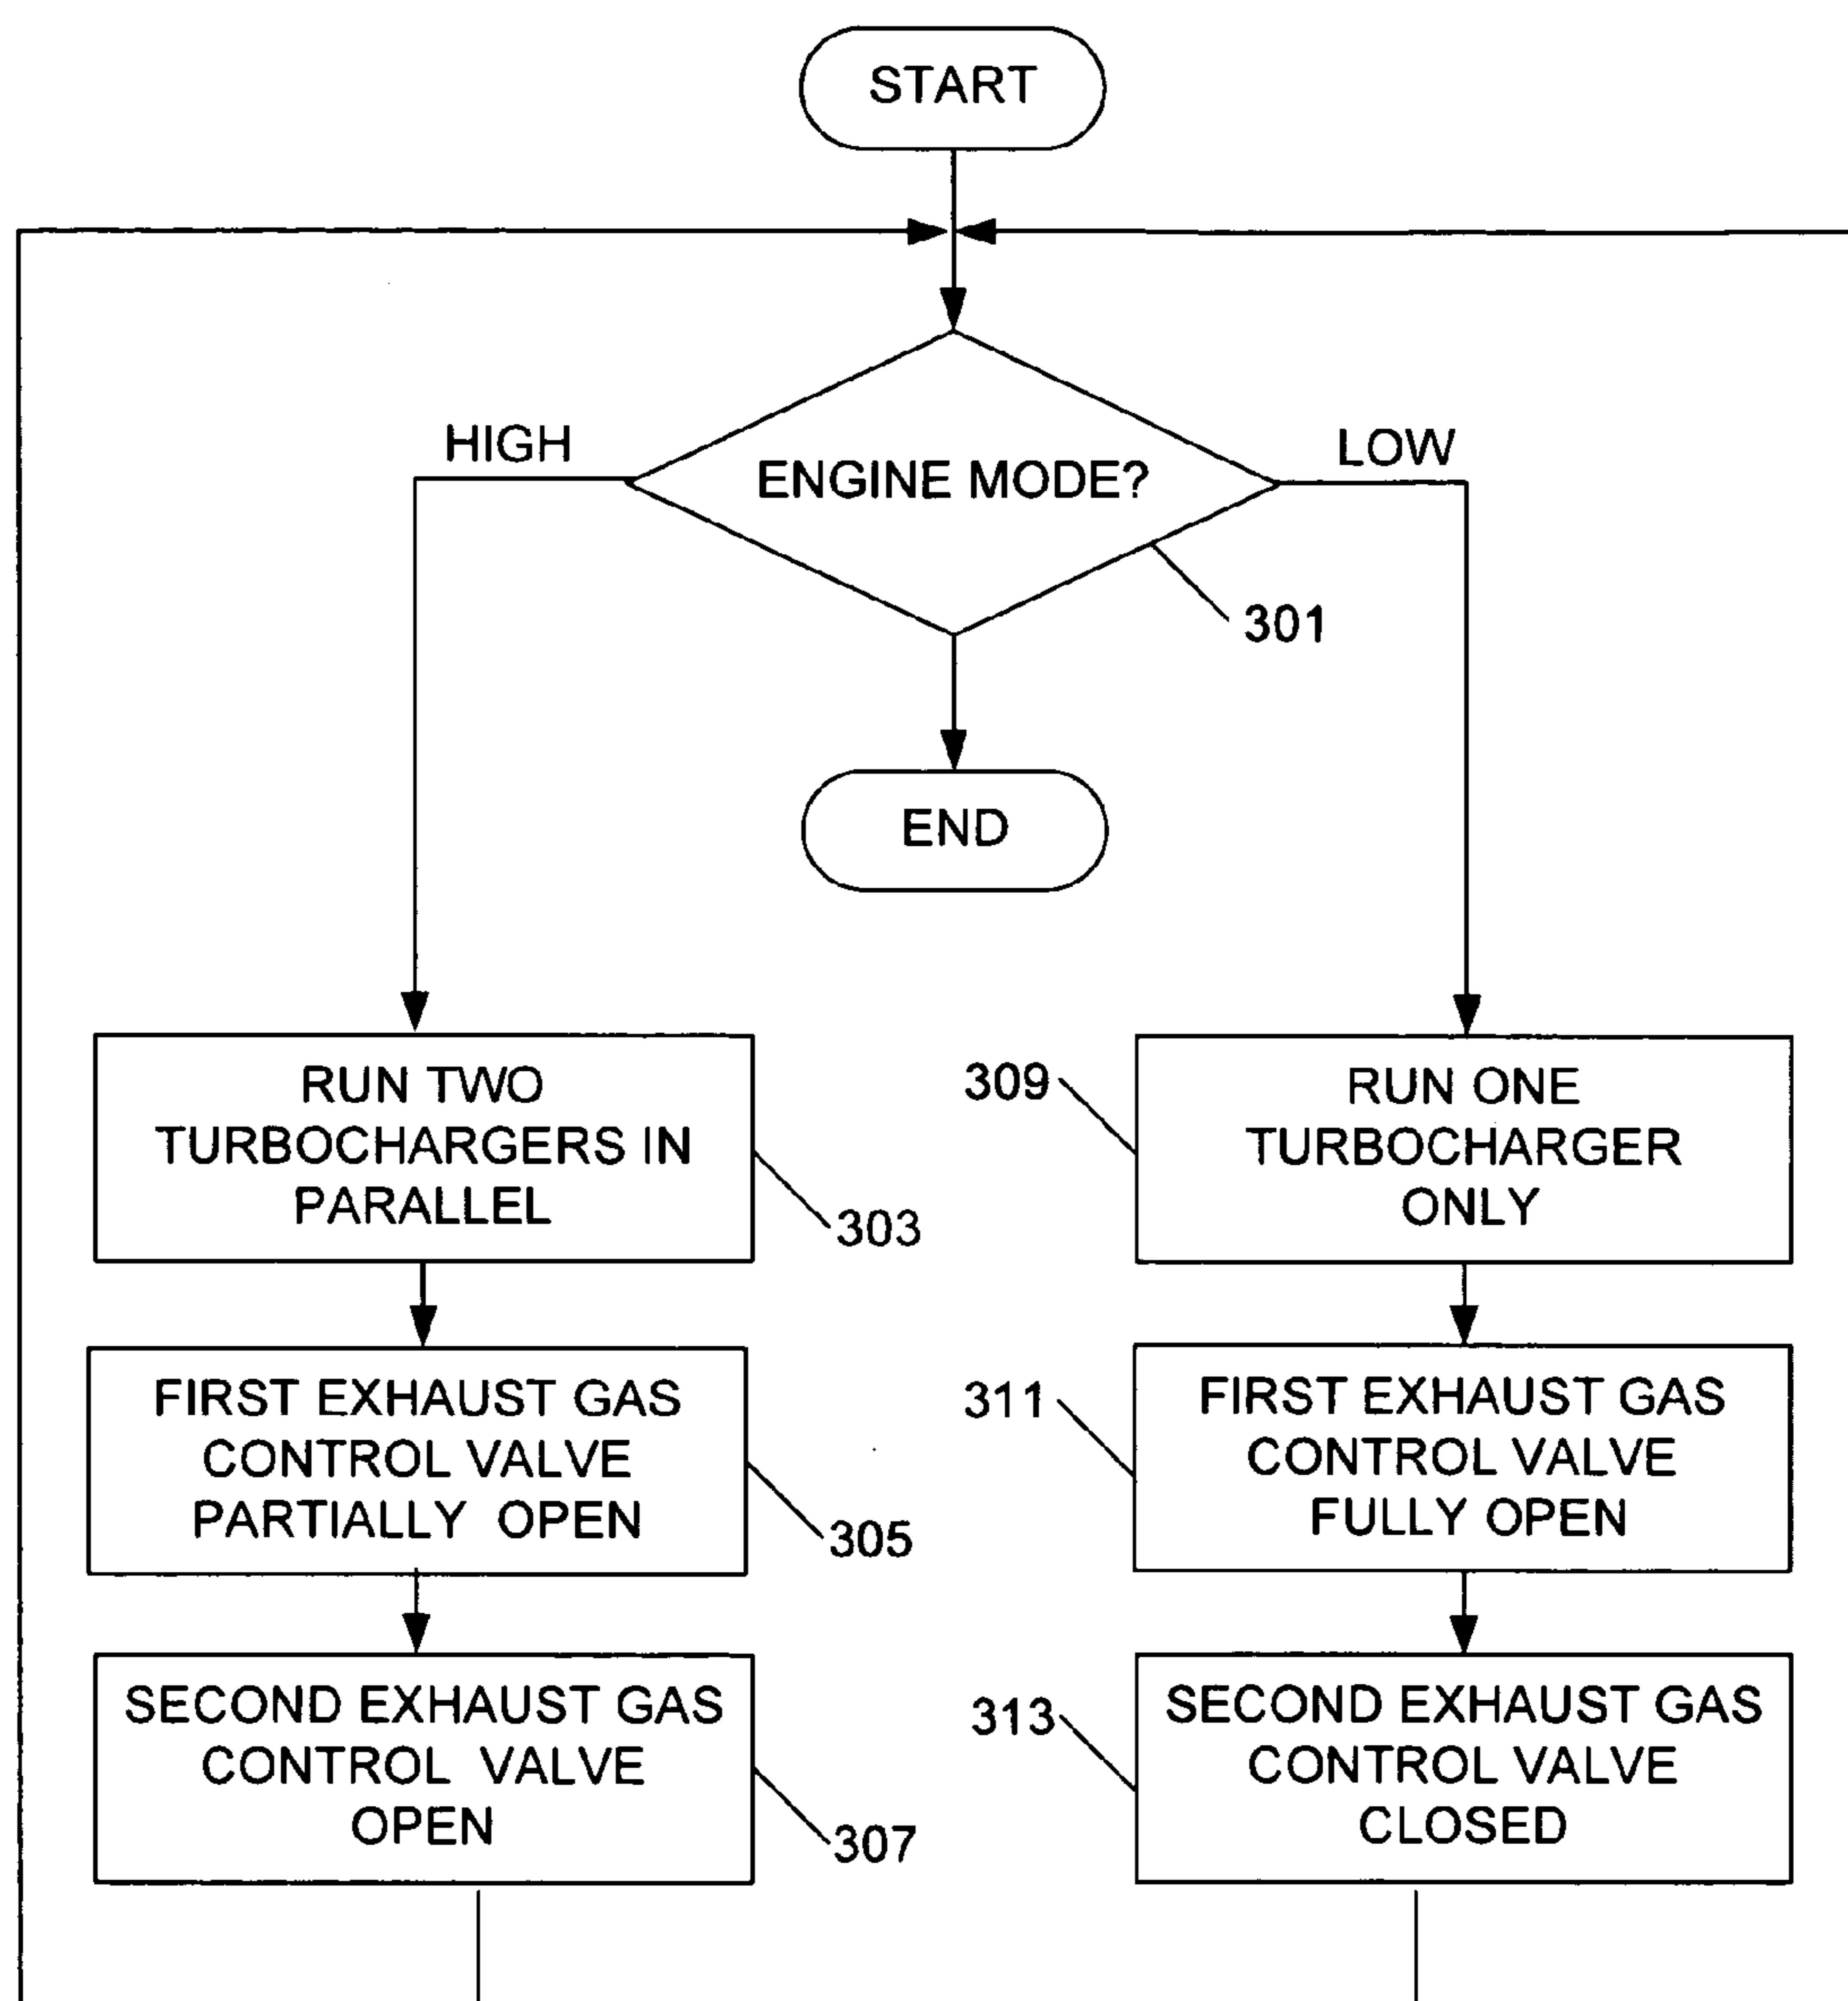 START
HIGH
LOW
ENGINE MODE?
301
END
RUN TWO
TURBOCHARGERS IN
PARALLEL
303
309
RUN ONE
TURBOCHARGER
ONLY
FIRST EXHAUST GAS
CONTROL VALVE
PARTIALLY OPEN
305
311
FIRST EXHAUST GAS
CONTROL VALVE
FULLY OPEN
SECOND EXHAUST GAS
CONTROL VALVE
OPEN
307
313
SECOND EXHAUST GAS
CONTROL VALVE
CLOSED